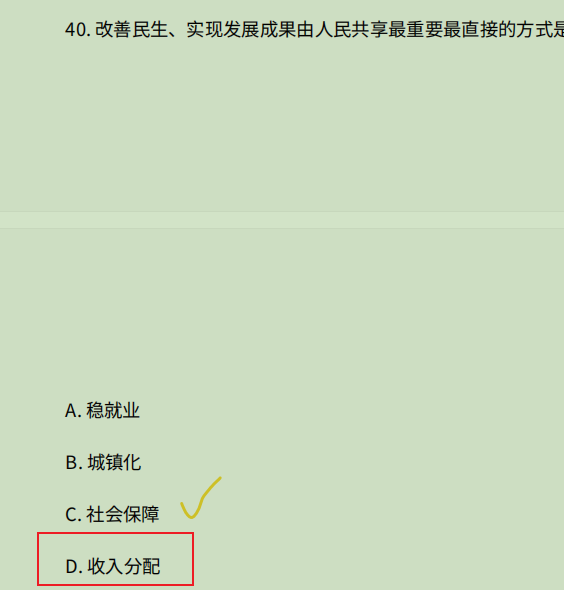 40. 改善民生、实现发展成果由人民共享最重要最直接的方式是
A. 稳就业
B. 城镇化
C. 社会保障
D. 收入分配